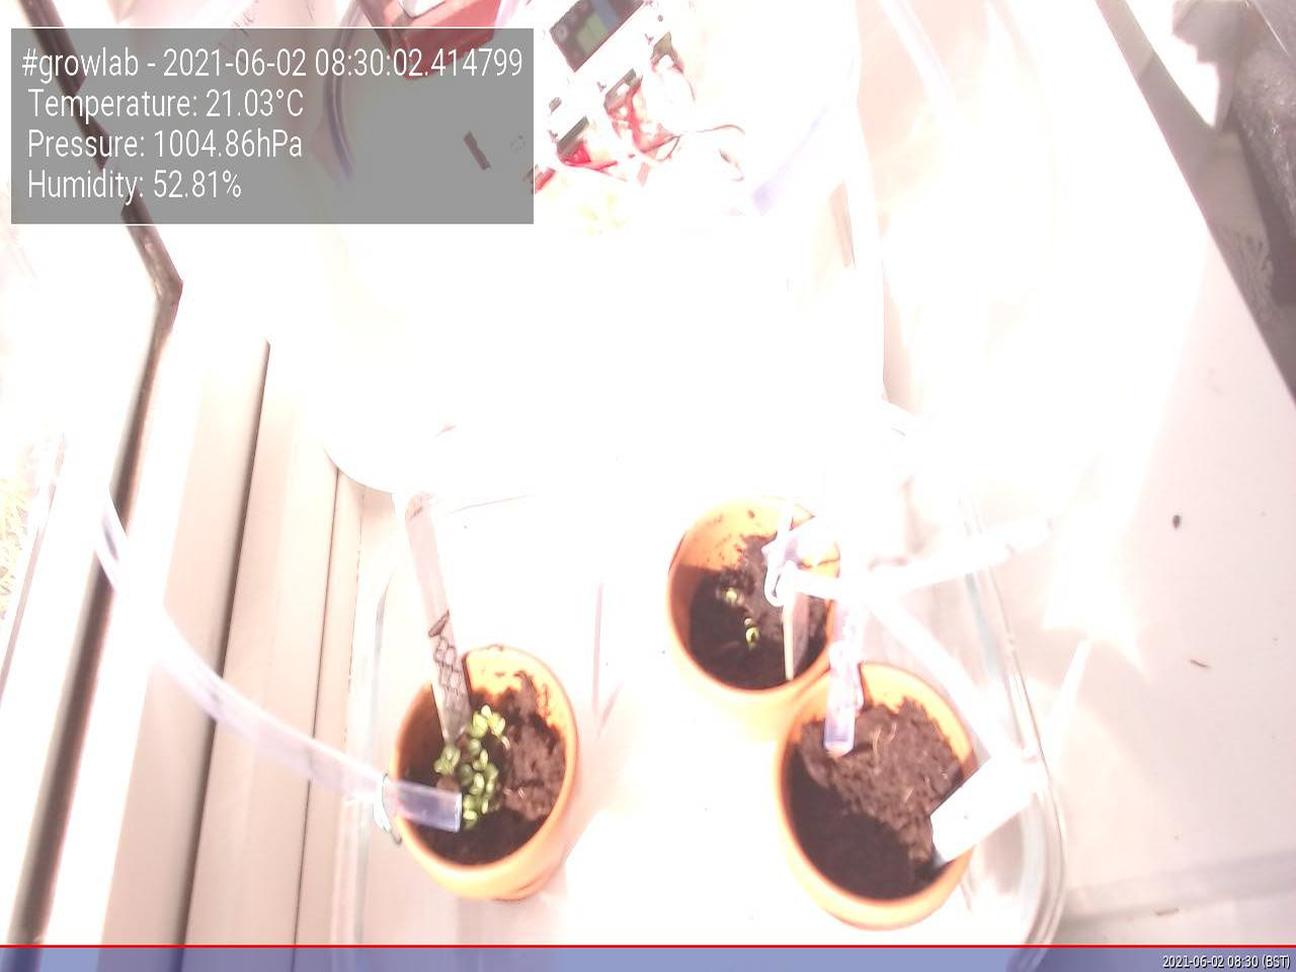 #growlab - 2021-06-02 08:30:02.414799
Temperature: 21.03°C
Pressure: 1004.86hPa
Humidity: 52.81%
2021-06-02 08:30 (BST)